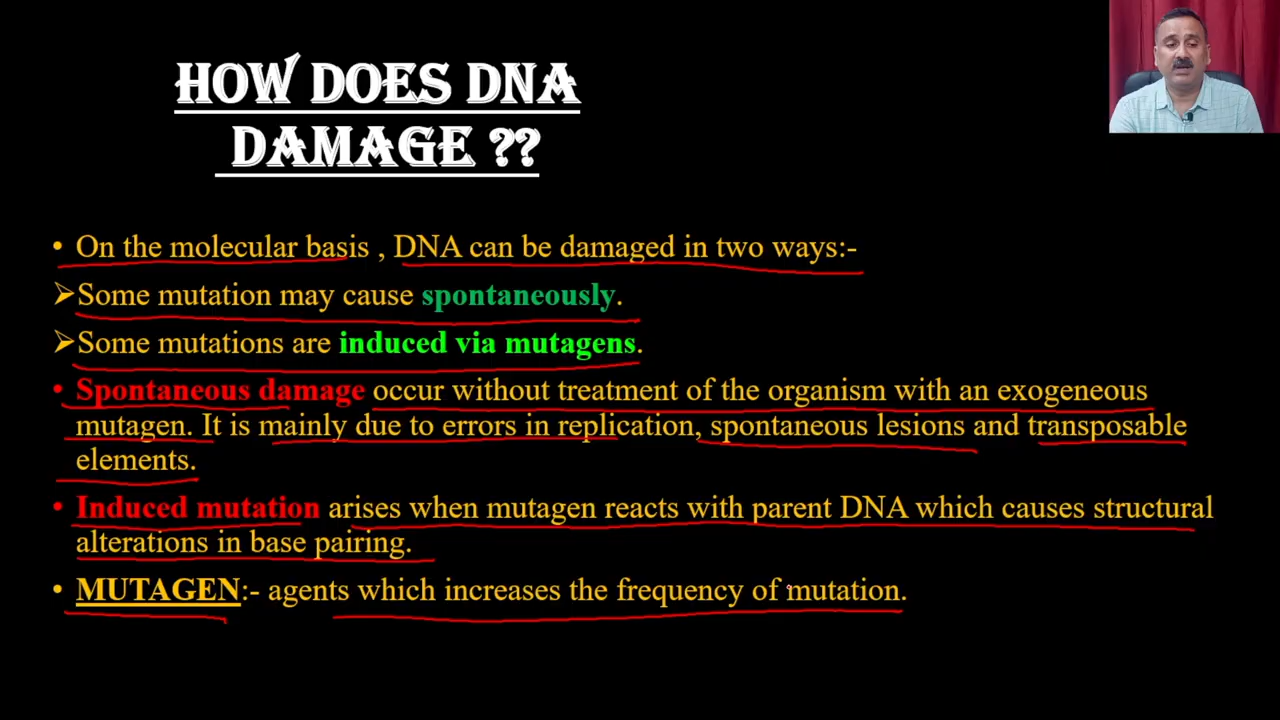 HOW DOES DNA
DAMAGE ??
• On the molecular basis , DNA can be damaged in two ways:-
➢Some mutation may cause spontaneously.
➢Some mutations are induced via mutagens.
• Spontaneous damage occur without treatment of the organism with an exogeneous
mutagen. It is mainly due to errors in replication, spontaneous lesions and transposable
elements.
• Induced mutation arises when mutagen reacts with parent DNA which causes structural
alterations in base pairing.
• MUTAGEN:- agents which increases the frequency of mutation.